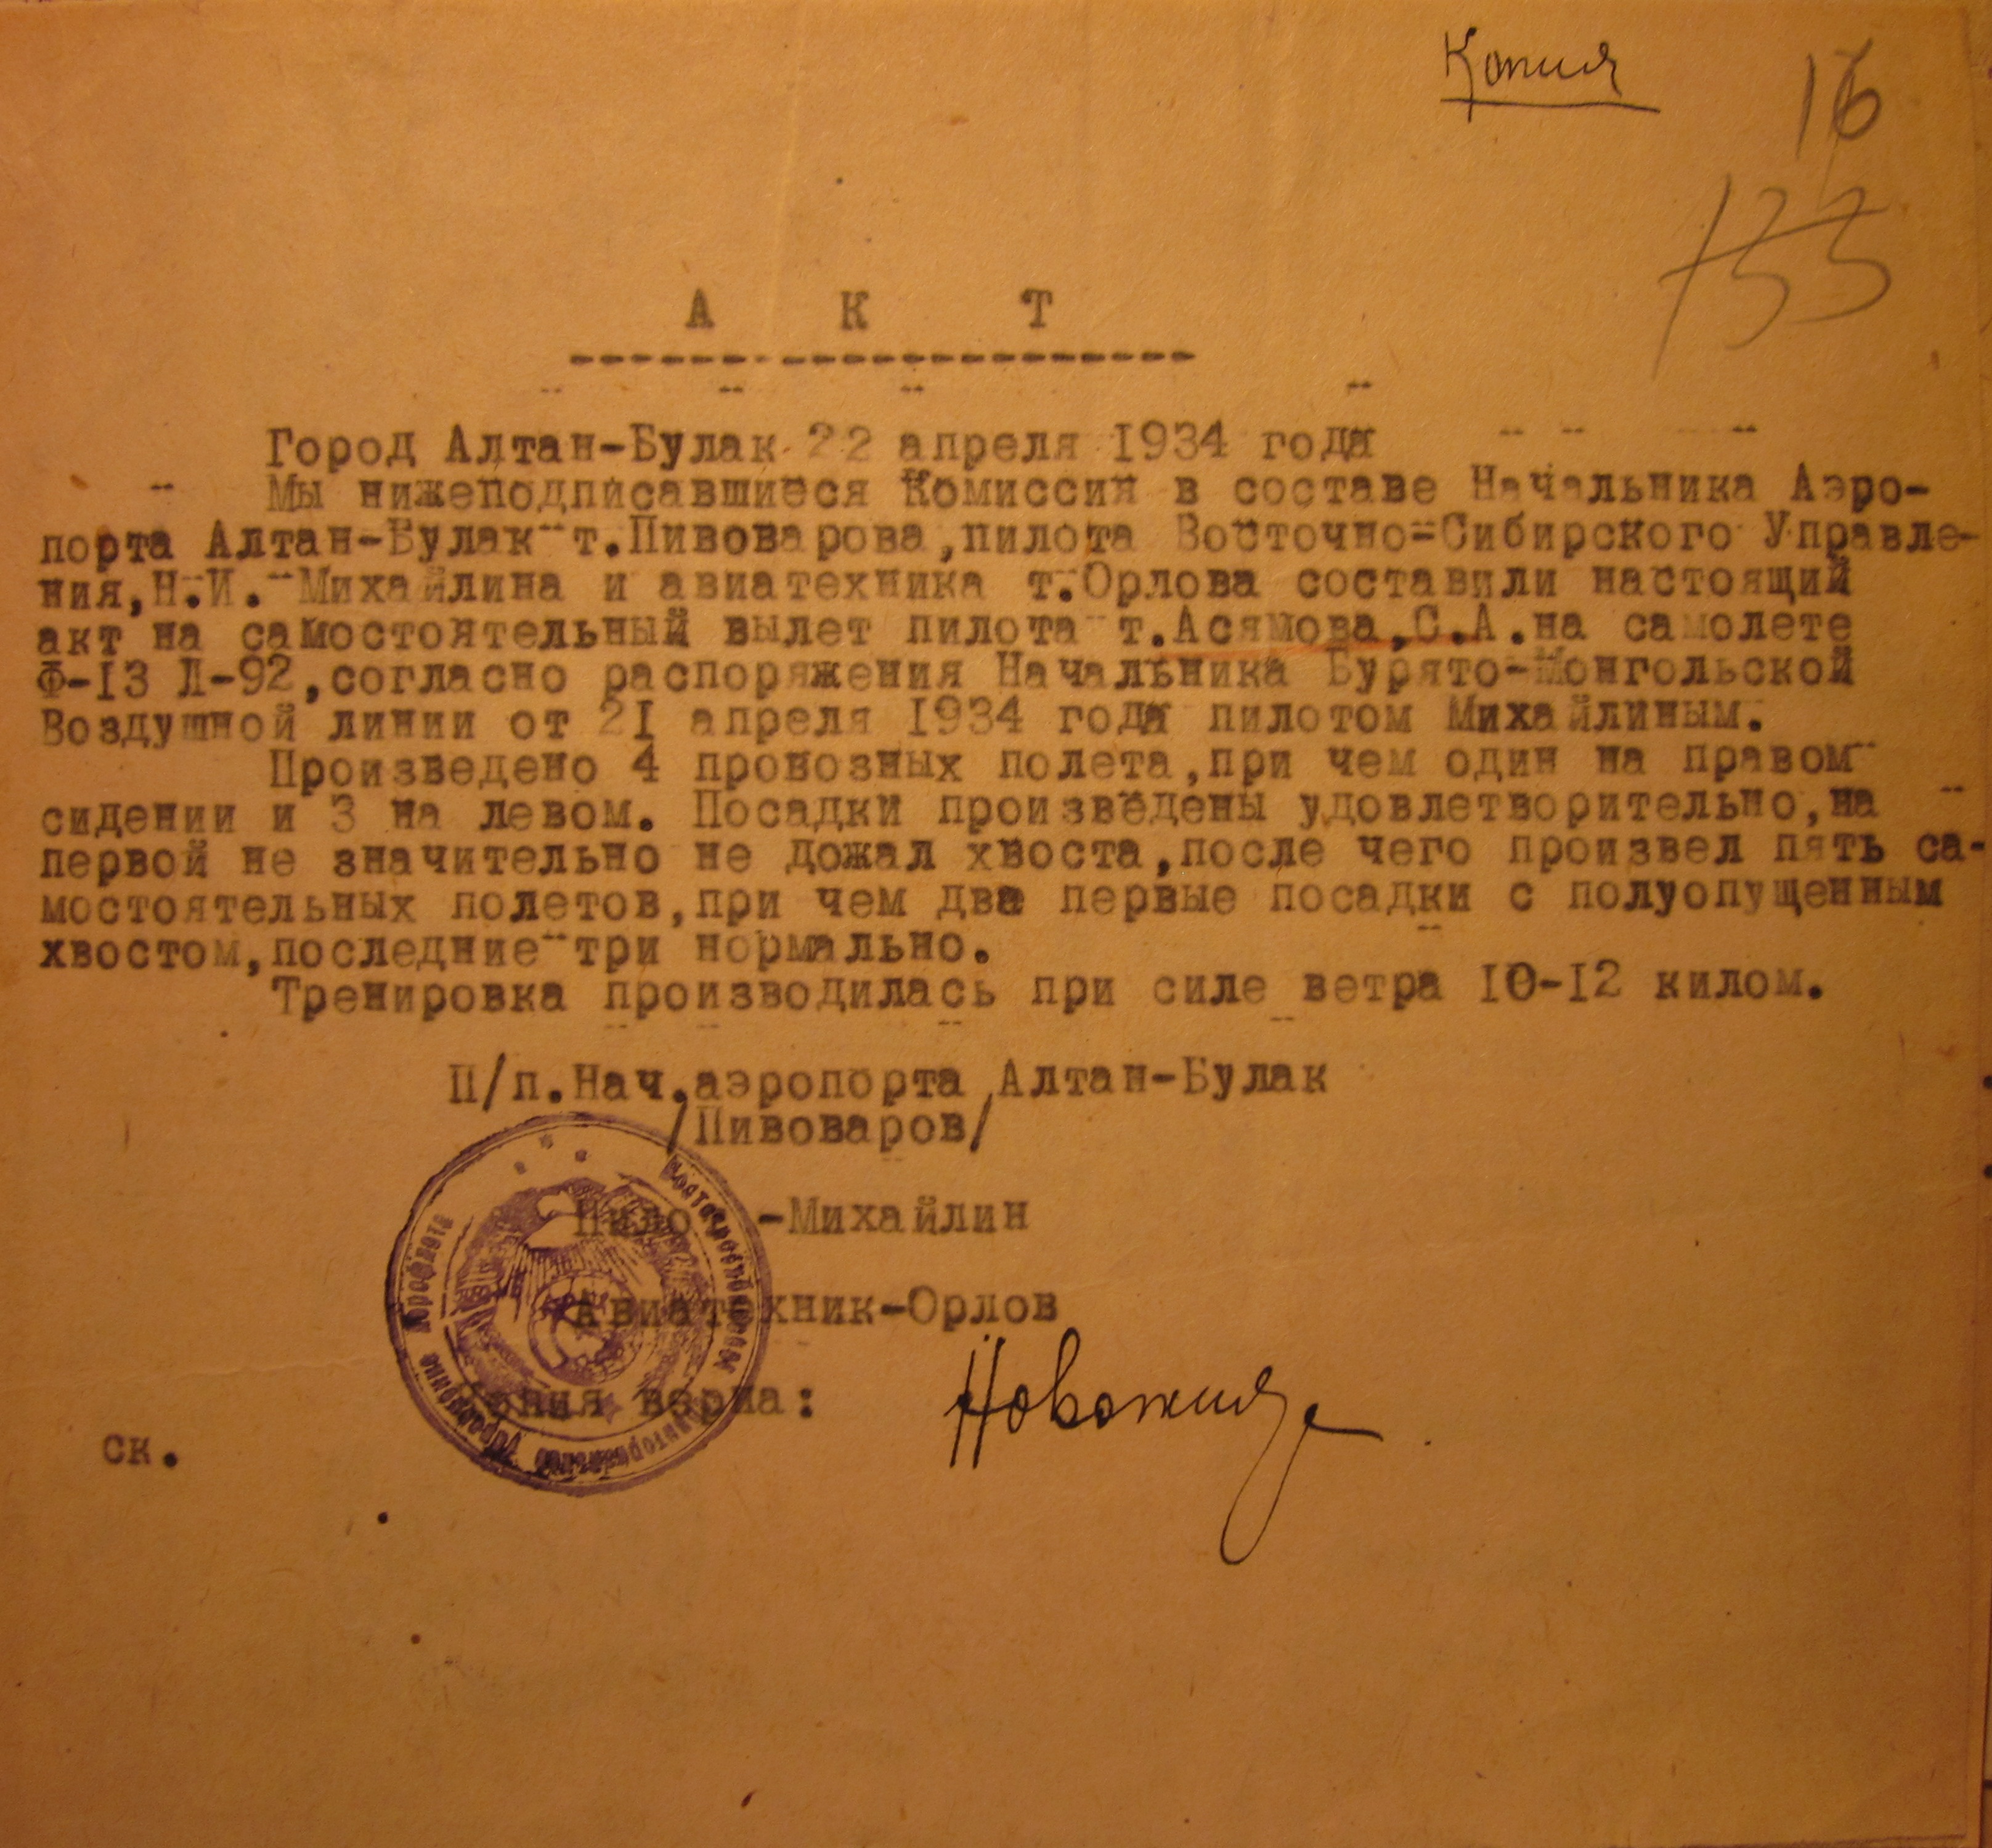 Копия
16
133
А К Т
Город Алтан-Булак 22 апреля 1934 года
Мы нижеподписавшиеся Комиссия в составе Начальника Аэро-
порта Алтан-Булак т.Пивоварова,пилота Восточно=Сибирского Управле-
ния,Н.И. Михайлина и авиатехника т.Орлова составили настоящий
акт на самостоятельный вылет пилота т.Асямова,С.А.на самолете
Ф-13 Л-92,согласно распоряжения Начальника Бурято-Монгольской
Воздушной линии от 21 апреля 1934 года пилотом Михайлиным.
Произведено 4 провозных полета,при чем один на правом
сидении и 3 на левом. Посадки произведены удовлетворительно,на
первой не значительно не дожал хвоста,после чего произвел пять са-
мостоятельных полетов,при чем два первые посадки с полуопущенным
хвостом,последние три нормально.
Тренировка производилась при силе ветра 10-12 килом.
П/п.Нач.аэропорта Алтан-Булак
/Пивоваров/
Пилот -Михайлин
Авиатехник-Орлов
Копия верна:
ск.